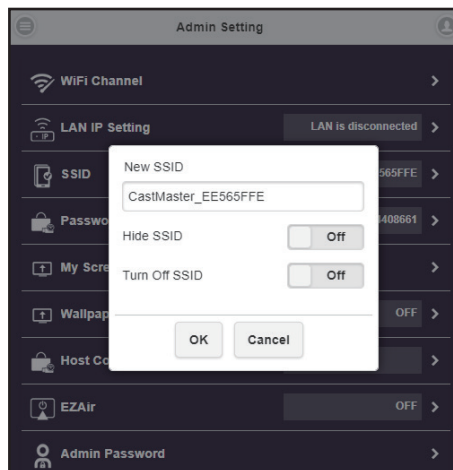 Admin Setting
WiFi Channel
LAN IP Setting LAN is disconnected
New SSID
SSID 565FFE
CastMaster_EE565FFE
Hide SSID Off
Turn Off SSID Off
OFF
OK Cancel
EZAir OFF
Admin Password